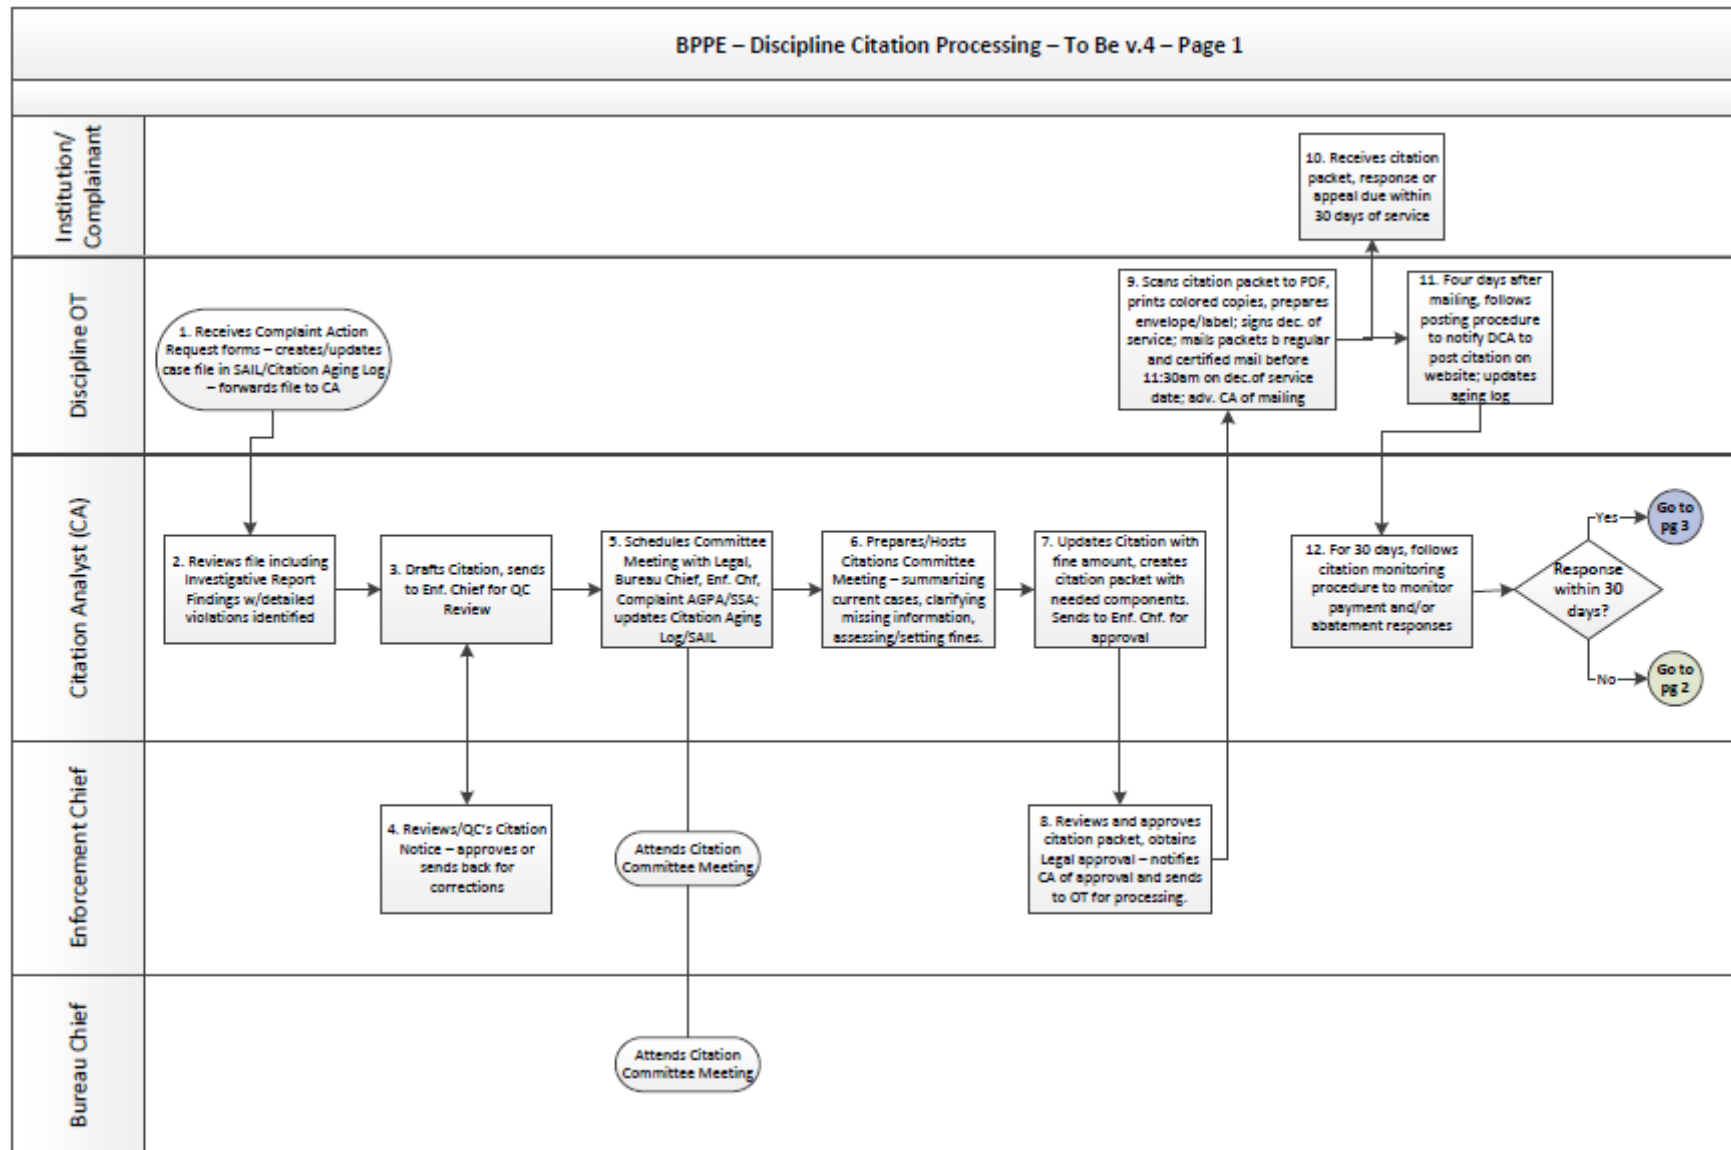 BPPE – Discipline Citation Processing – To Be v.4 – Page 1
Institution/
Complainant
10. Receives citation
packet, response or
appeal due within
30 days of service
Discipline OT
1. Receives Complaint Action
Request forms – creates/updates
case file in SAIL/Citation Aging Log
– forwards file to CA
9. Scans citation packet to PDF,
prints colored copies, prepares
envelope/label; signs dec. of
service; mails packets b regular
and certified mail before
11:30am on dec.of service
date; adv. CA of mailing
11. Four days after
mailing, follows
posting procedure
to notify DCA to
post citation on
website; updates
aging log
Citation Analyst (CA)
2. Reviews file including
Investigative Report
Findings w/detailed
violations identified
3. Drafts Citation, sends
to Enf. Chief for QC
Review
5. Schedules Committee
Meeting with Legal,
Bureau Chief, Enf. Chf,
Complaint AGPA/SSA;
updates Citation Aging
Log/SAIL
6. Prepares/Hosts
Citations Committee
Meeting – summarizing
current cases, clarifying
missing information,
assessing/setting fines.
7. Updates Citation with
fine amount, creates
citation packet with
needed components.
Sends to Enf. Chf. for
approval
12. For 30 days, follows
citation monitoring
procedure to monitor
payment and/or
abatement responses
Response
within 30
days?
Yes
Go to
pg 3
No
Go to
pg 2
Enforcement Chief
4. Reviews/QC's Citation
Notice – approves or
sends back for
corrections
Attends Citation
Committee Meeting
8. Reviews and approves
citation packet, obtains
Legal approval – notifies
CA of approval and sends
to OT for processing.
Bureau Chief
Attends Citation
Committee Meeting